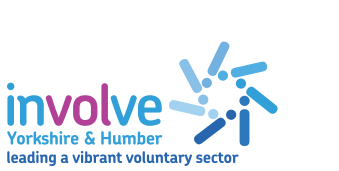 involve
Yorkshire & Humber
leading a vibrant voluntary sector